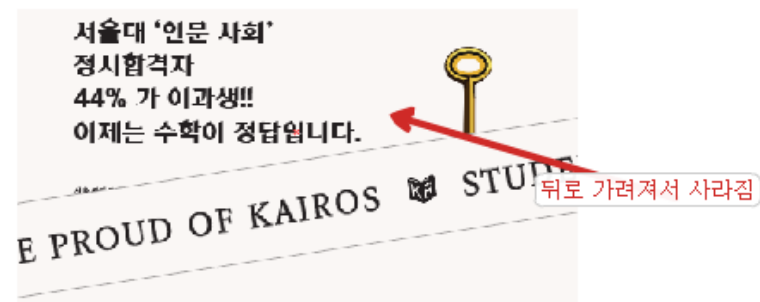 서울대 '인문 사회'
정시합격자
44% 가 이과생!!
이제는 수학이 정답입니다.
뒤로 가려져서 사라짐
PROUD OF KAIROS